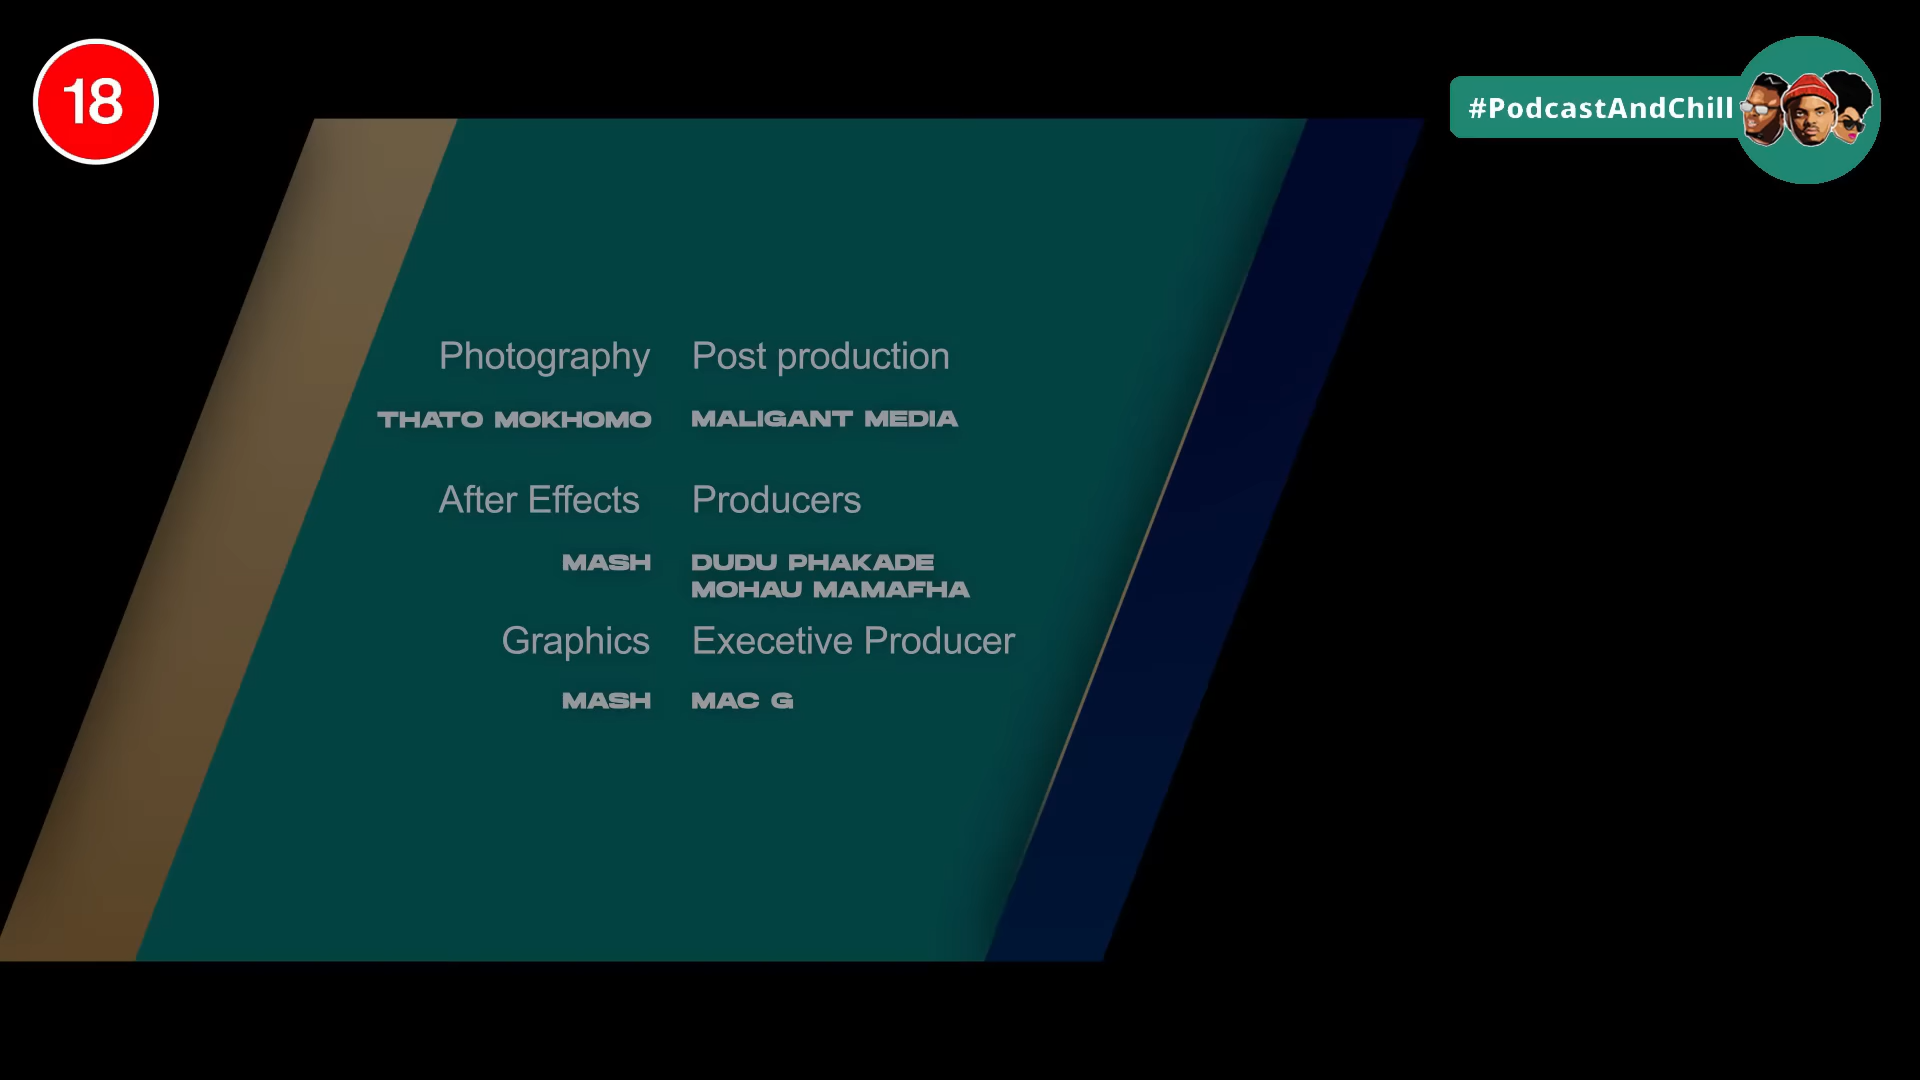 18
#PodcastAndChill
Photography
Post production
THATO MOKHOMO
MALIGANT MEDIA
After Effects
Producers
MASH
DUDU PHAKADE
MOHAU MAMAFHA
Graphics
Execetive Producer
MASH
MAC G